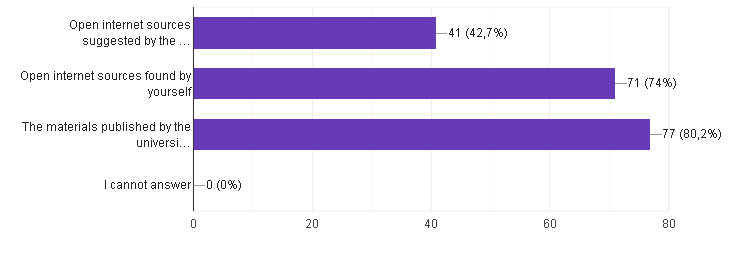 Open internet sources
suggested by the ...
41 (42,7%)
Open internet sources found by
yourself
71 (74%)
The materials published by the
universi...
77 (80,2%)
I cannot answer
0 (0%)
0 20 40 60 80